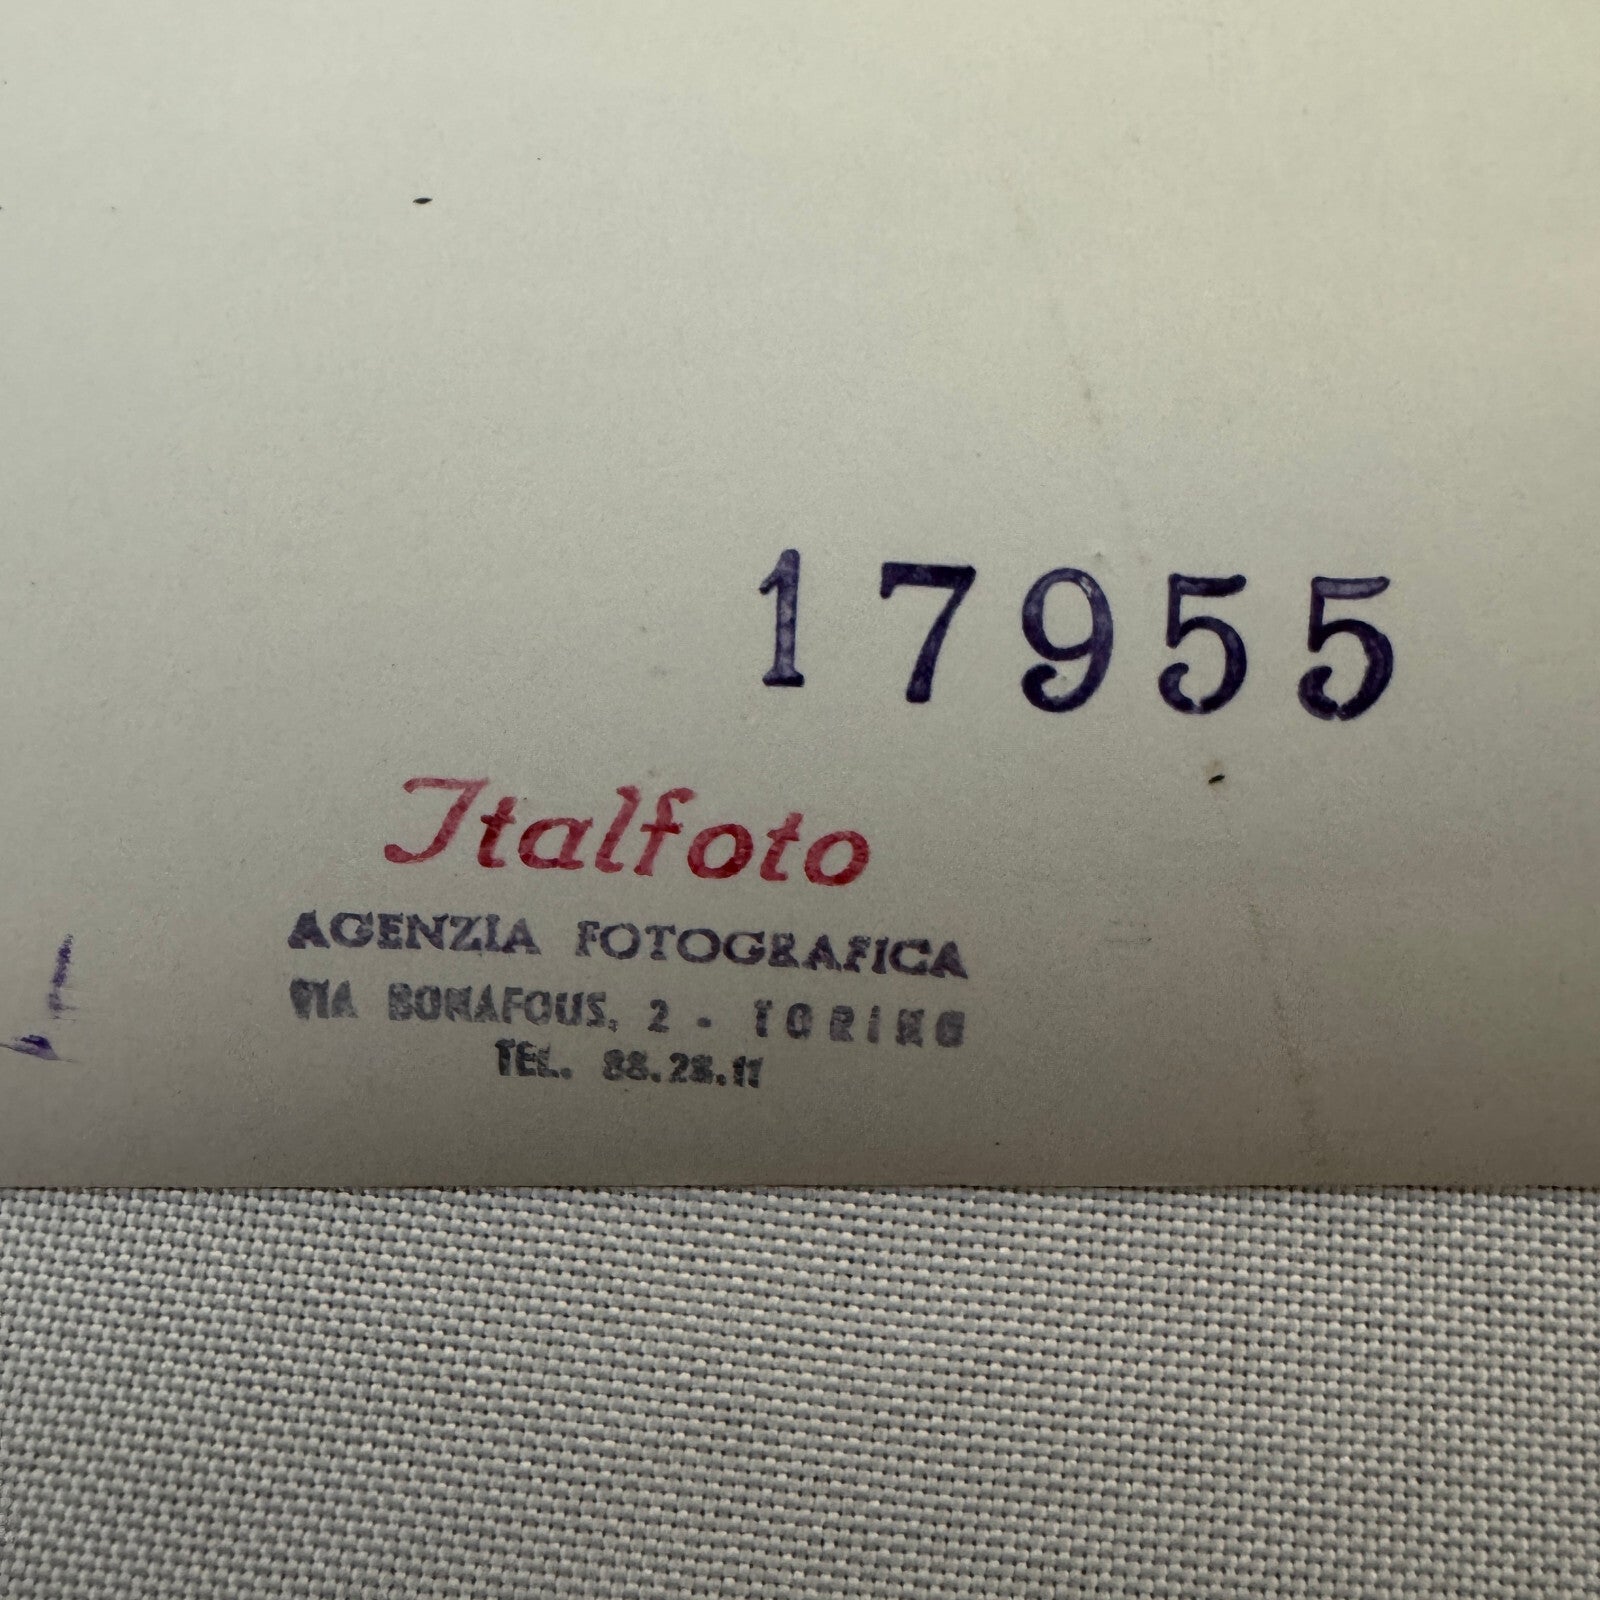 17955
Italfoto
AGENZIA FOTOGRAFICA
VIA BONAFOUS, 2 - TORINO
TEL. 88.28.11